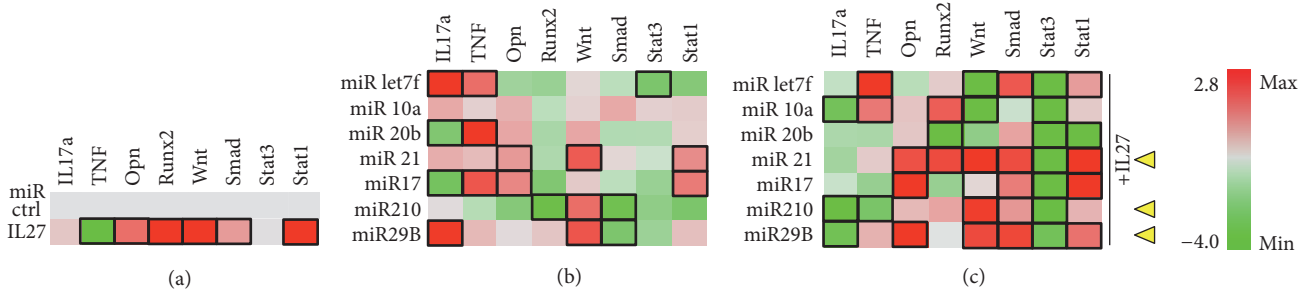 IL17a TNF Opn Runx2 Wnt Smad Stat3 Stat1
miR
ctrl
IL27
(a)
IL17a TNF Opn Runx2 Wnt Smad Stat3 Stat1
miR let7f
miR 10a
miR 20b
miR 21
miR17
miR210
miR29B
(b)
IL17a TNF Opn Runx2 Wnt Smad Stat3 Stat1
miR let7f
miR 10a
miR 20b
miR 21
miR17
miR210
miR29B
+IL27
(c)
2.8 Max
−4.0 Min